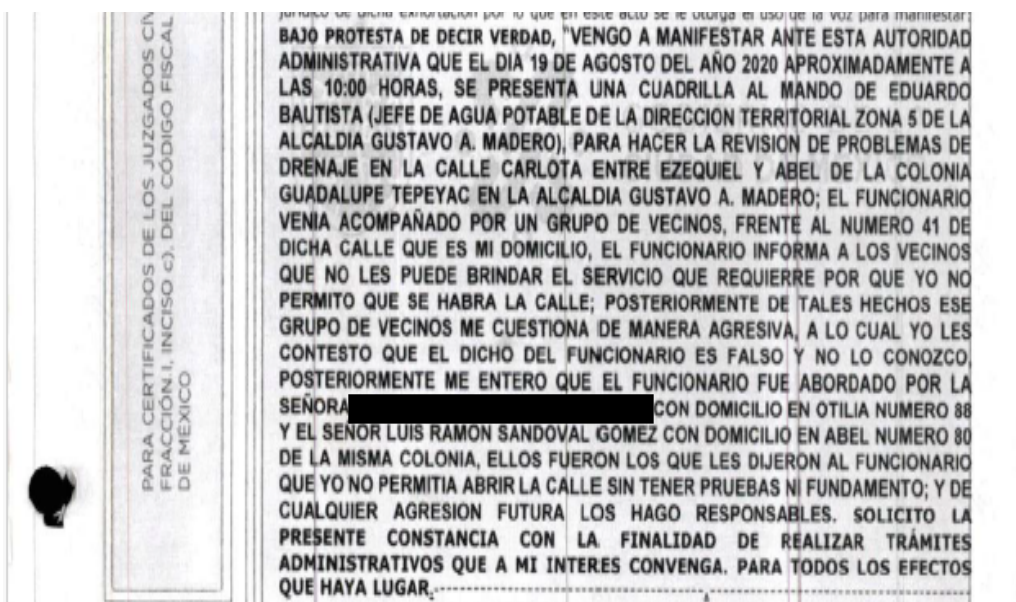 PARA CERTIFICADOS DE LOS JUZGADOS
FRACCIÓN I, INCISO c), DEL CÓDIGO FISCAL
DE MÉXICO
jurídico de dicha exhortación por lo que en este acto se le otorga el uso de la voz para manifestar:
BAJO PROTESTA DE DECIR VERDAD, "VENGO A MANIFESTAR ANTE ESTA AUTORIDAD
ADMINISTRATIVA QUE EL DIA 19 DE AGOSTO DEL AÑO 2020 APROXIMADAMENTE A
LAS 10:00 HORAS, SE PRESENTA UNA CUADRILLA AL MANDO DE EDUARDO
BAUTISTA (JEFE DE AGUA POTABLE DE LA DIRECCION TERRITORIAL ZONA 5 DE LA
ALCALDIA GUSTAVO A. MADERO), PARA HACER LA REVISION DE PROBLEMAS DE
DRENAJE EN LA CALLE CARLOTA ENTRE EZEQUIEL Y ABEL DE LA COLONIA
GUADALUPE TEPEYAC EN LA ALCALDIA GUSTAVO A. MADERO; EL FUNCIONARIO
VENIA ACOMPAÑADO POR UN GRUPO DE VECINOS, FRENTE AL NUMERO 41 DE
DICHA CALLE QUE ES MI DOMICILIO, EL FUNCIONARIO INFORMA A LOS VECINOS
QUE NO LES PUEDE BRINDAR EL SERVICIO QUE REQUIERRE POR QUE YO NO
PERMITO QUE SE HABRA LA CALLE; POSTERIORMENTE DE TALES HECHOS ESE
GRUPO DE VECINOS ME CUESTIONA DE MANERA AGRESIVA, A LO CUAL YO LES
CONTESTO QUE EL DICHO DEL FUNCIONARIO ES FALSO Y NO LO CONOZCO.
POSTERIORMENTE ME ENTERO QUE EL FUNCIONARIO FUE ABORDADO POR LA
SEÑORA CON DOMICILIO EN OTILIA NUMERO 88
Y EL SEÑOR LUIS RAMON SANDOVAL GOMEZ CON DOMICILIO EN ABEL NUMERO 80
DE LA MISMA COLONIA, ELLOS FUERON LOS QUE LES DIJERON AL FUNCIONARIO
QUE YO NO PERMITIA ABRIR LA CALLE SIN TENER PRUEBAS NI FUNDAMENTO; Y DE
CUALQUIER AGRESION FUTURA LOS HAGO RESPONSABLES. SOLICITO LA
PRESENTE CONSTANCIA CON LA FINALIDAD DE REALIZAR TRÁMITES
ADMINISTRATIVOS QUE A MI INTERES CONVENGA. PARA TODOS LOS EFECTOS
QUE HAYA LUGAR.